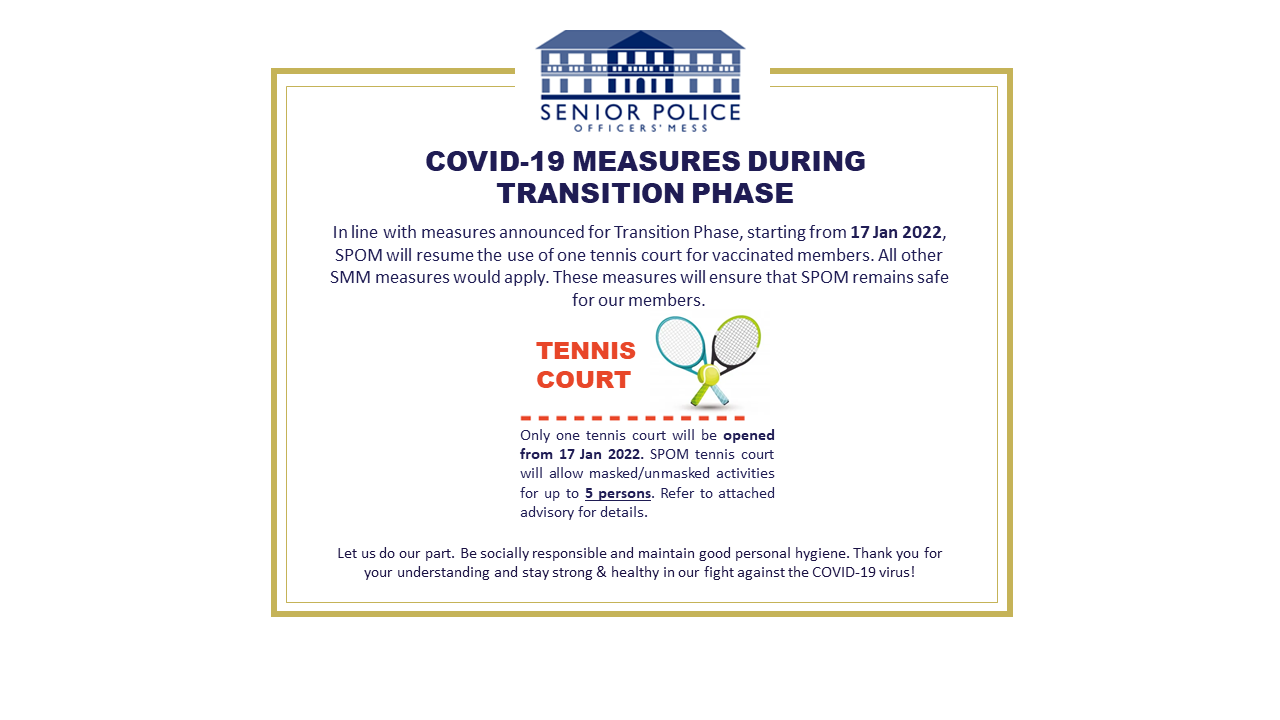 SENIOR POLICE
OFFICERS' MESS
COVID-19 MEASURES DURING
TRANSITION PHASE
In line with measures announced for Transition Phase, starting from 17 Jan 2022,
SPOM will resume the use of one tennis court for vaccinated members. All other
SMM measures would apply. These measures will ensure that SPOM remains safe
for our members.
TENNIS
COURT
Only one tennis court will be opened
from 17 Jan 2022. SPOM tennis court
will allow masked/unmasked activities
for up to 5 persons. Refer to attached
advisory for details.
Let us do our part. Be socially responsible and maintain good personal hygiene. Thank you for
your understanding and stay strong & healthy in our fight against the COVID-19 virus!